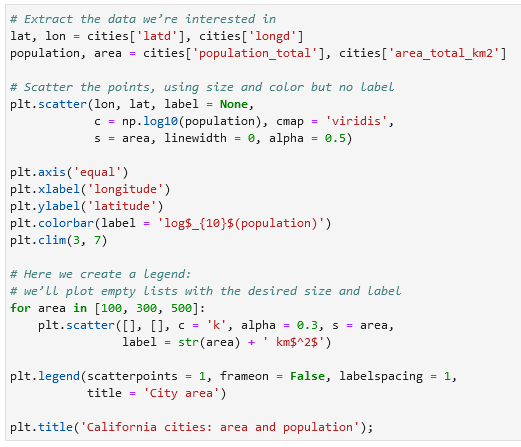 # Extract the data we’re interested in
lat, lon = cities['latd'], cities['longd']
population, area = cities['population_total'], cities['area_total_km2']
# Scatter the points, using size and color but no label
plt.scatter(lon, lat, label = None,
c = np.log10(population), cmap = 'viridis',
s = area, linewidth = 0, alpha = 0.5)
plt.axis('equal')
plt.xlabel('longitude')
plt.ylabel('latitude')
plt.colorbar(label = 'log$_{10}$(population)')
plt.clim(3, 7)
# Here we create a legend:
# we’ll plot empty lists with the desired size and label
for area in [100, 300, 500]:
plt.scatter([], [], c = 'k', alpha = 0.3, s = area,
label = str(area) + ' km$^2$')
plt.legend(scatterpoints = 1, frameon = False, labelspacing = 1,
title = 'City area')
plt.title('California cities: area and population');